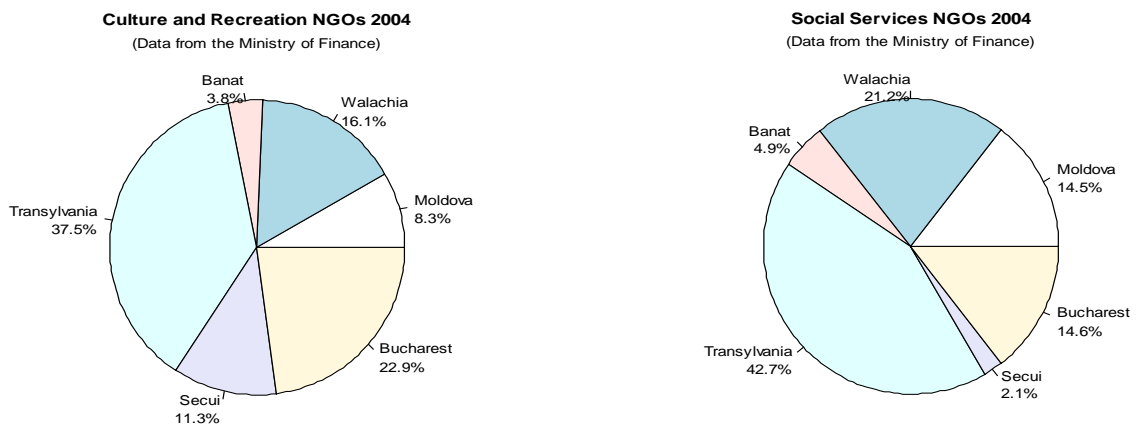 Culture and Recreation NGOs 2004
(Data from the Ministry of Finance)
Banat
3.8%
Walachia
16.1%
Moldova
8.3%
Transylvania
37.5%
Bucharest
22.9%
Secui
11.3%
Social Services NGOs 2004
(Data from the Ministry of Finance)
Walachia
21.2%
Banat
4.9%
Moldova
14.5%
Bucharest
14.6%
Transylvania
42.7%
Secui
2.1%